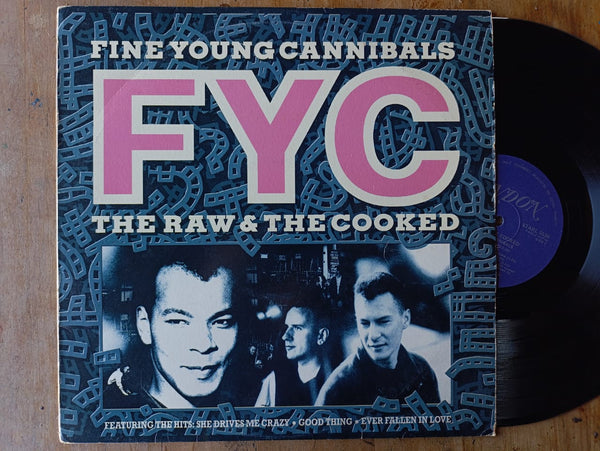 FINE YOUNG CANNIBALS
FYC
THE RAW & THE COOKED
FEATURING THE HITS: SHE DRIVES ME CRAZY • GOOD THING • EVER FALLEN IN LOVE